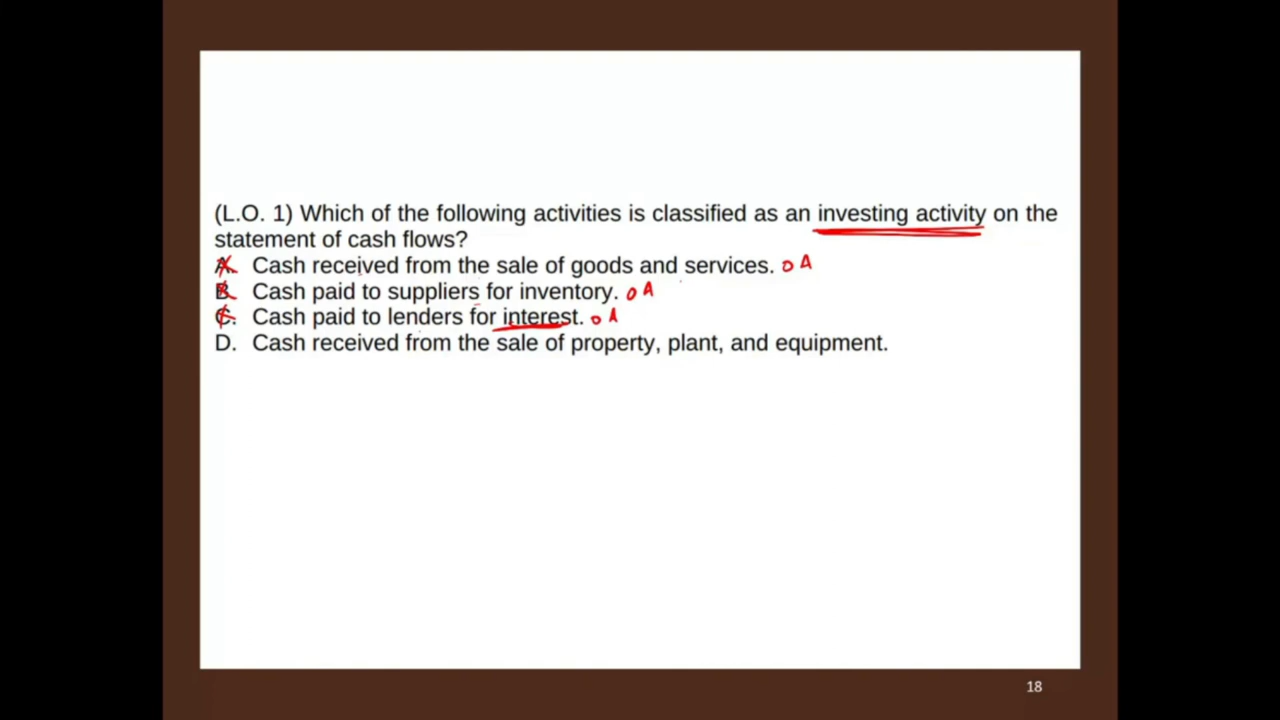 (L.O. 1) Which of the following activities is classified as an investing activity on the
statement of cash flows?
A. Cash received from the sale of goods and services. OA
B. Cash paid to suppliers for inventory. OA
C. Cash paid to lenders for interest. OA
D. Cash received from the sale of property, plant, and equipment.
18